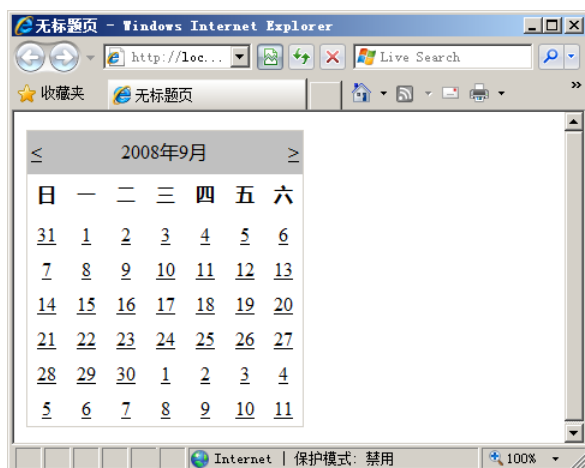 无标题页 - Windows Internet Explorer
http://loc...
Live Search
收藏夹 无标题页 »
< 2008年9月 >
日 一 二 三 四 五 六
31 1 2 3 4 5 6
7 8 9 10 11 12 13
14 15 16 17 18 19 20
21 22 23 24 25 26 27
28 29 30 1 2 3 4
5 6 7 8 9 10 11
Internet | 保护模式: 禁用 100%